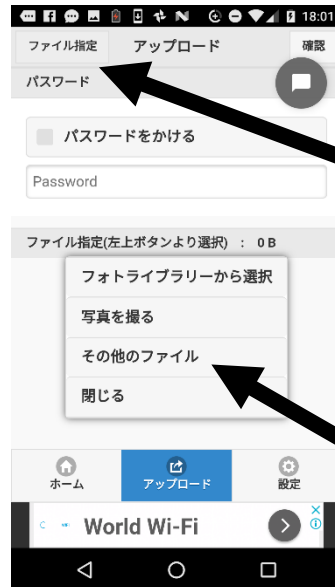 18:01
ファイル指定 アップロード 確認
パスワード
パスワードをかける
Password
ファイル指定(左上ボタンより選択) : 0 B
フォトライブラリーから選択
写真を撮る
その他のファイル
閉じる
ホーム アップロード 設定
World Wi-Fi